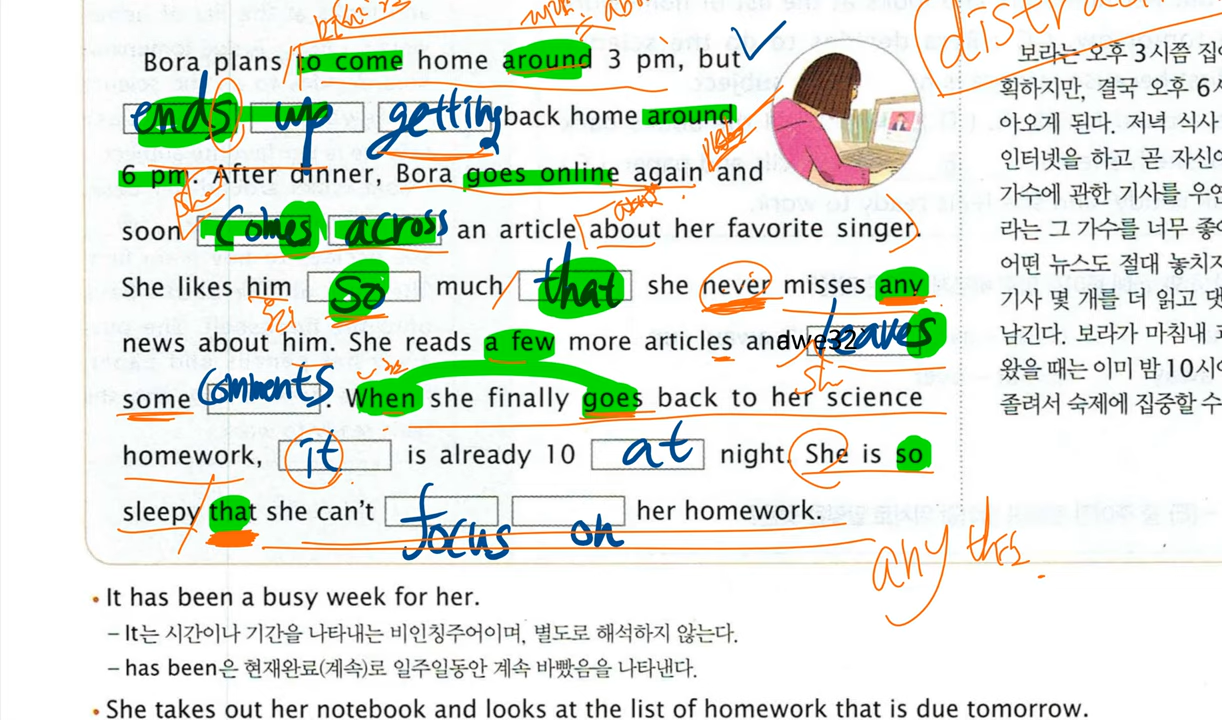 Bora plans to come home around 3 pm, but
ends up getting back home around
6 pm. After dinner, Bora goes online again and
she
soon comes across an article about her favorite singer.
She likes him so much that she never misses any
news about him. She reads a few more articles and leaves
some comments. When she finally goes back to her science
homework, it is already 10 at night. She is so
sleepy that she can't focus on her homework.
• It has been a busy week for her.
– It는 시간이나 기간을 나타내는 비인칭주어이며, 별도로 해석하지 않는다.
– has been은 현재완료(계속)로 일주일동안 계속 바빴음을 나타낸다.
• She takes out her notebook and looks at the list of homework that is due tomorrow.
보라는 오후 3시쯤 집
획하지만, 결국 오후 6시
아오게 된다. 저녁 식사
인터넷을 하고 곧 자신이
가수에 관한 기사를 우연
라는 그 가수를 너무 좋아
어떤 뉴스도 절대 놓치지
기사 몇 개를 더 읽고 댓
남긴다. 보라가 마침내 과
왔을 때는 이미 밤 10시
졸려서 숙제에 집중할 수